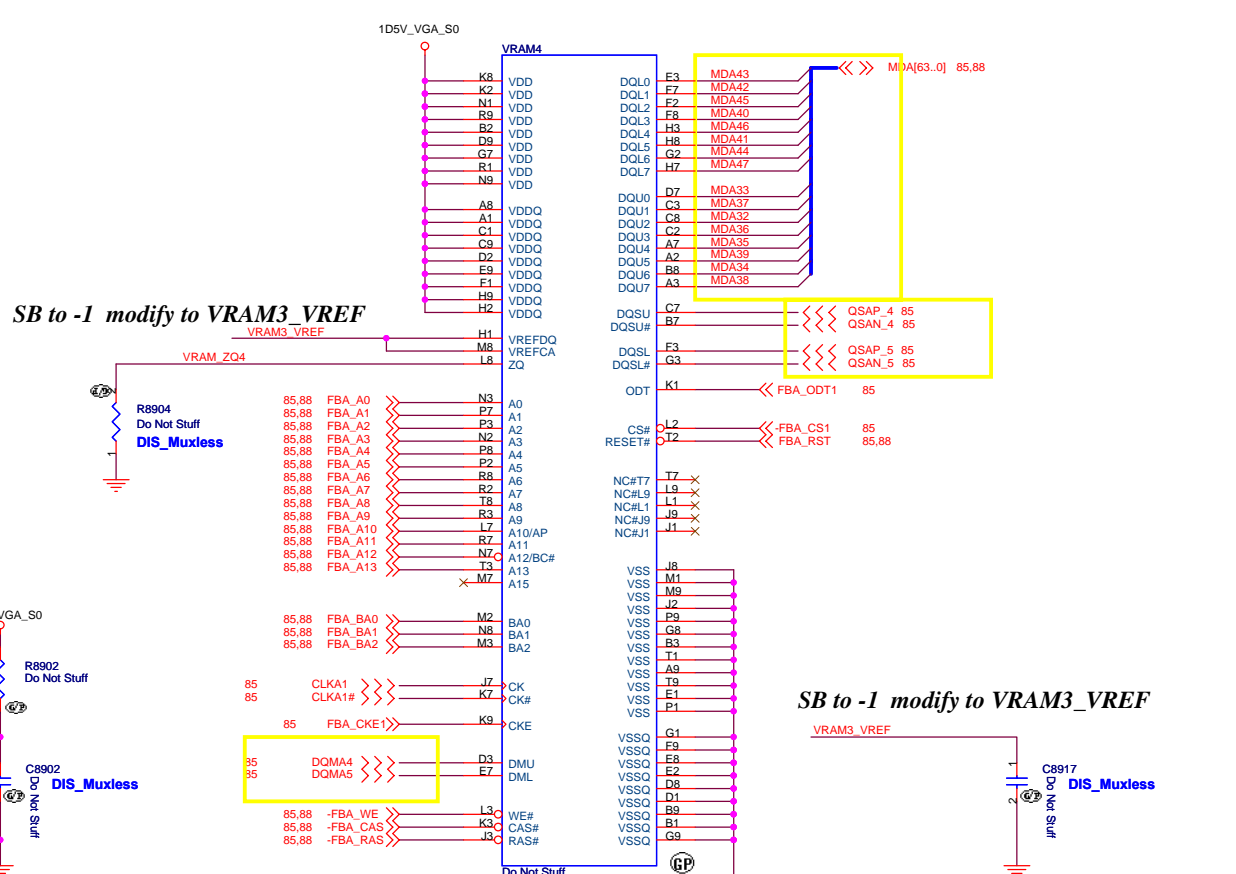 1D5V_VGA_S0
VRAM4
K8 VDD
K2 VDD
N1 VDD
R9 VDD
B2 VDD
D9 VDD
G7 VDD
R1 VDD
N9 VDD
A8 VDDQ
A1 VDDQ
C1 VDDQ
C9 VDDQ
D2 VDDQ
E9 VDDQ
F1 VDDQ
H9 VDDQ
H2 VDDQ
DQL0 E3 MDA43
DQL1 F7 MDA42
DQL2 F2 MDA45
DQL3 F8 MDA40
DQL4 H3 MDA46
DQL5 H8 MDA41
DQL6 G2 MDA44
DQL7 H7 MDA47
MDA[63..0] 85,88
DQU0 D7 MDA33
DQU1 C3 MDA37
DQU2 C8 MDA32
DQU3 C2 MDA36
DQU4 A7 MDA35
DQU5 A2 MDA39
DQU6 B8 MDA34
DQU7 A3 MDA38
SB to -1 modify to VRAM3_VREF
VRAM3_VREF
H1 VREFDQ
M8 VREFCA
VRAM_ZQ4 L8 ZQ
DQSU C7 QSAP_4 85
DQSU# B7 QSAN_4 85
DQSL F3 QSAP_5 85
DQSL# G3 QSAN_5 85
ODT K1 FBA_ODT1 85
CS# L2 -FBA_CS1 85
RESET# T2 FBA_RST 85,88
2
R8904
Do Not Stuff
DIS_Muxless
1
85,88 FBA_A0 N3 A0
85,88 FBA_A1 P7 A1
85,88 FBA_A2 P3 A2
85,88 FBA_A3 N2 A3
85,88 FBA_A4 P8 A4
85,88 FBA_A5 P2 A5
85,88 FBA_A6 R8 A6
85,88 FBA_A7 R2 A7
85,88 FBA_A8 T8 A8
85,88 FBA_A9 R3 A9
85,88 FBA_A10 L7 A10/AP
85,88 FBA_A11 R7 A11
85,88 FBA_A12 N7 A12/BC#
85,88 FBA_A13 T3 A13
M7 A15
NC#T7 T7
NC#L9 L9
NC#L1 L1
NC#J9 J9
NC#J1 J1
VSS J8
VSS M1
VSS M9
VSS J2
VSS P9
VSS G8
VSS B3
VSS T1
VSS A9
VSS T9
VSS E1
VSS P1
85,88 FBA_BA0 M2 BA0
85,88 FBA_BA1 N8 BA1
85,88 FBA_BA2 M3 BA2
VGA_S0
R8902
Do Not Stuff
G/P
85 CLKA1 J7 CK
85 CLKA1# K7 CK#
85 FBA_CKE1 K9 CKE
85 DQMA4 D3 DMU
85 DQMA5 E7 DML
85,88 -FBA_WE L3 WE#
85,88 -FBA_CAS K3 CAS#
85,88 -FBA_RAS J3 RAS#
VSSQ G1
VSSQ F9
VSSQ E8
VSSQ E2
VSSQ D8
VSSQ D1
VSSQ B9
VSSQ B1
VSSQ G9
C8902
Do Not Stuff
DIS_Muxless
G/P
SB to -1 modify to VRAM3_VREF
VRAM3_VREF
1
C8917
Do Not Stuff
DIS_Muxless
G/P
2
GP
Do Not Stuff